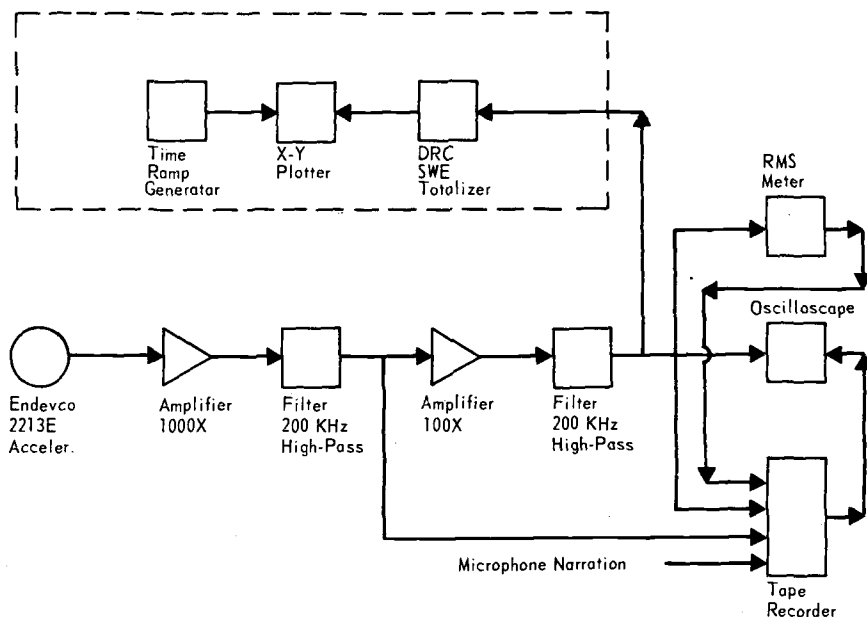 Time
Ramp
Generatar
X-Y
Plotter
DRC
SWE
Totalizer
RMS
Meter
Oscilloscape
Endevco
2213E
Acceler.
Amplifier
1000X
Filter
200 KHz
High-Pass
Amplifier
100X
Filter
200 KHz
High-Pass
Microphone Narration
Tape
Recorder